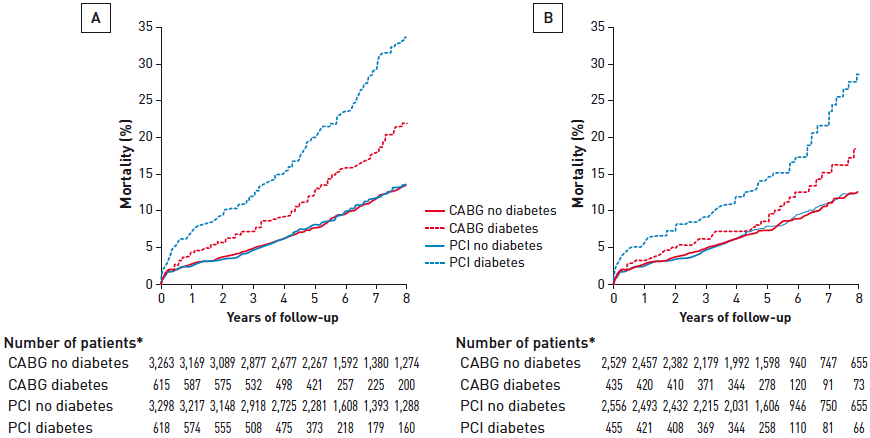 A
35
30
25
20
15
10
5
0
Mortality (%)
0 1 2 3 4 5 6 7 8
Years of follow-up
CABG no diabetes
CABG diabetes
PCI no diabetes
PCI diabetes
B
35
30
25
20
15
10
5
0
Mortality (%)
0 1 2 3 4 5 6 7 8
Years of follow-up
Number of patients*
CABG no diabetes 3,263 3,169 3,089 2,877 2,677 2,267 1,592 1,380 1,274
CABG diabetes 615 587 575 532 498 421 257 225 200
PCI no diabetes 3,298 3,217 3,148 2,918 2,725 2,281 1,608 1,393 1,288
PCI diabetes 618 574 555 508 475 373 218 179 160
Number of patients*
CABG no diabetes 2,529 2,457 2,382 2,179 1,992 1,598 940 747 655
CABG diabetes 435 420 410 371 344 278 120 91 73
PCI no diabetes 2,556 2,493 2,432 2,215 2,031 1,606 946 750 655
PCI diabetes 455 421 408 369 344 258 110 81 66